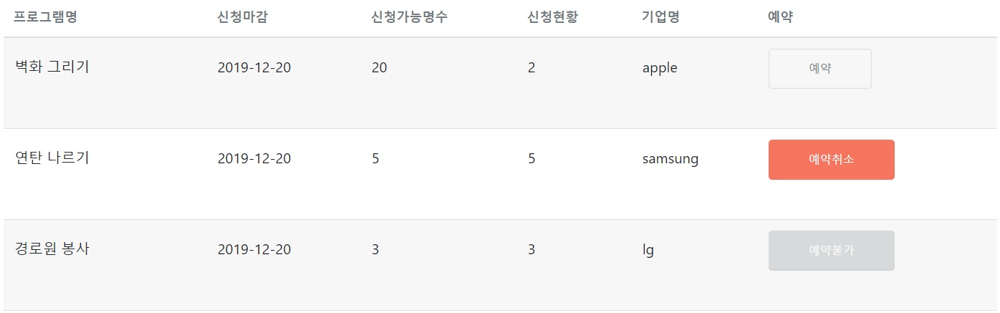 프로그램명 신청마감 신청가능명수 신청현황 기업명 예약
벽화 그리기 2019-12-20 20 2 apple 예약
연탄 나르기 2019-12-20 5 5 samsung 예약취소
경로원 봉사 2019-12-20 3 3 lg 예약불가